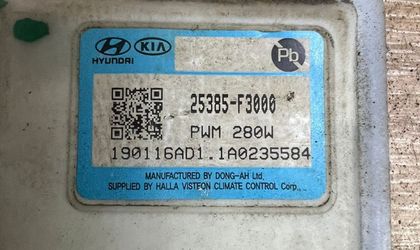 HYUNDAI
KIA
Pb
25385-F3000
PWM 280W
190116AD1.1A0235584
MANUFACTURED BY DONG-AH Ltd.
SUPPLIED BY HALLA VISTEON CLIMATE CONTROL Corp.